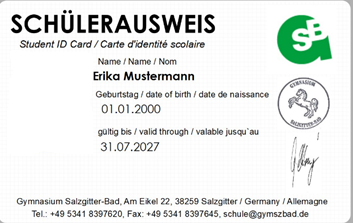 SCHÜLERAUSWEIS
Student ID Card / Carte d'identité scolaire
SBa
Name / Name / Nom
Erika Mustermann
Geburtstag / date of birth / date de naissance
01.01.2000
GYMNASIUM
SALZGITTER-BAD
gültig bis / valid through / valable jusqu`au
31.07.2027
Gymnasium Salzgitter-Bad, Am Eikel 22, 38259 Salzgitter / Germany / Allemagne
Tel.: +49 5341 8397620, Fax: +49 5341 8397645, schule@gymszbad.de